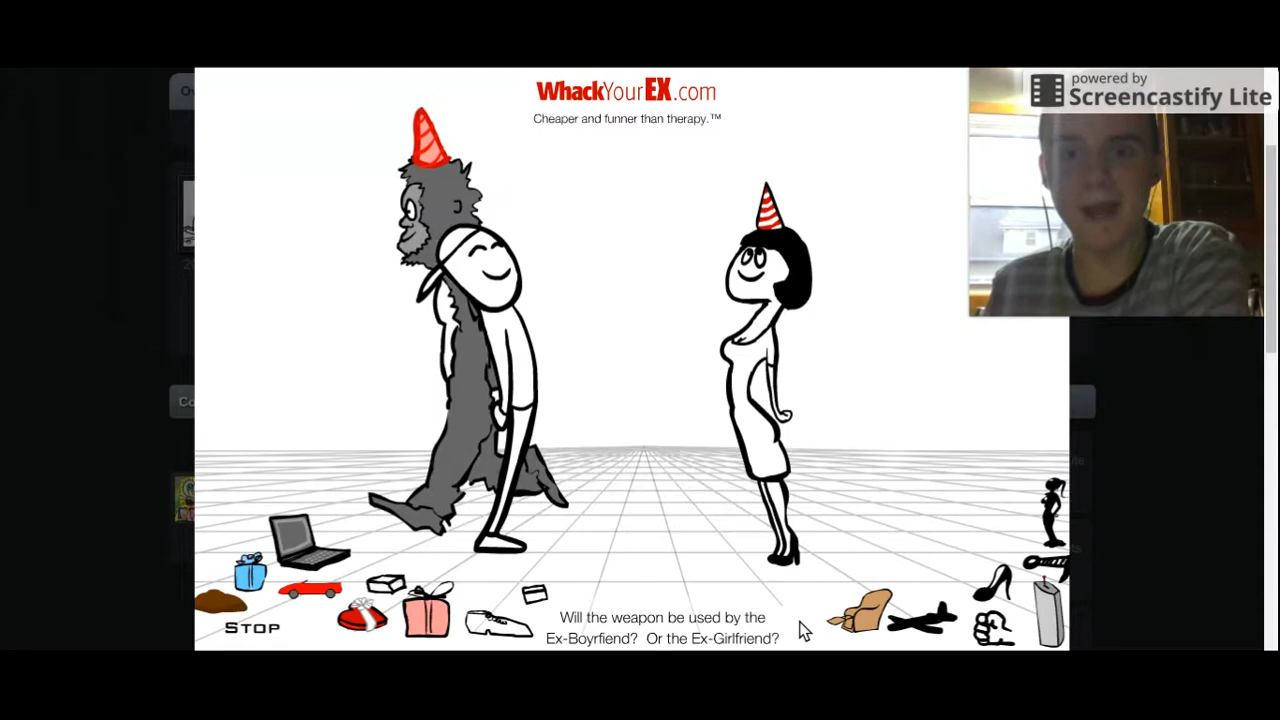 WhackYourEX.com
Cheaper and funner than therapy.™
powered by
Screencastify Lite
Will the weapon be used by the
Ex-Boyrfiend? Or the Ex-Girlfriend?
STOP